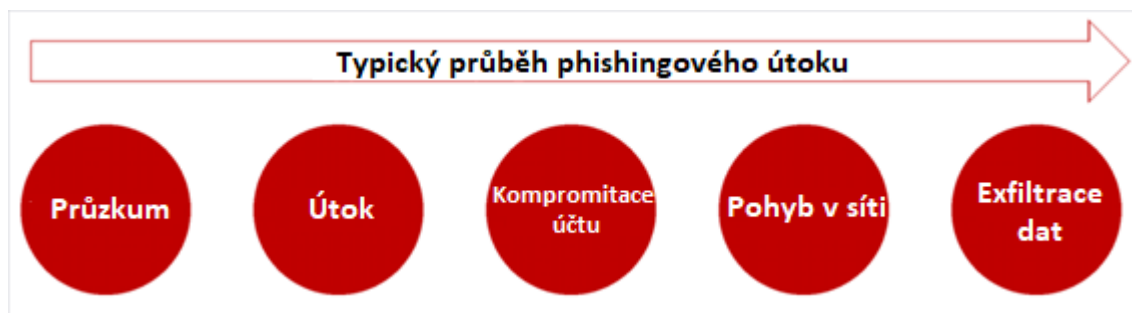 Typický průběh phishingového útoku
Průzkum
Útok
Kompromitace
účtu
Pohyb v síti
Exfiltrace
dat